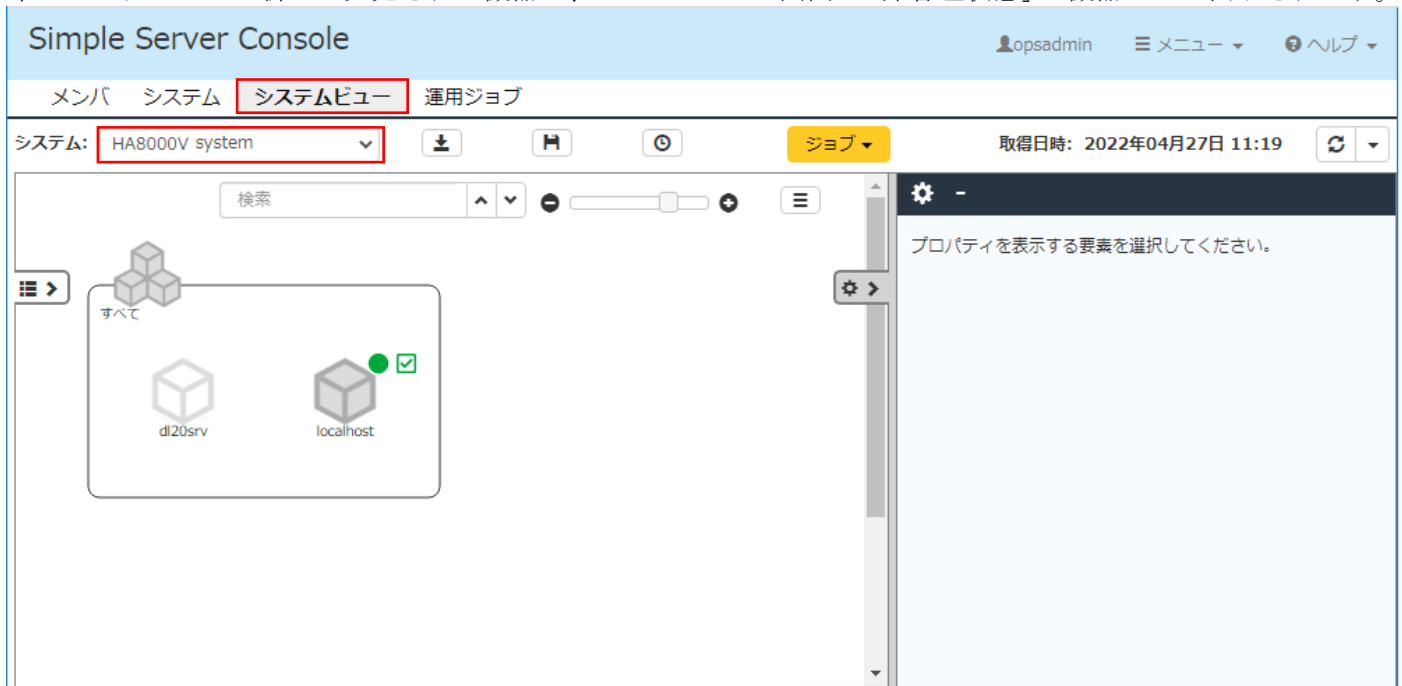 Simple Server Console
opsadmin メニュー ヘルプ
メンバ システム システムビュー 運用ジョブ
システム: HA8000V system ジョブ 取得日時: 2022年04月27日 11:19
検索
-
プロパティを表示する要素を選択してください。
すべて
dl20srv localhost